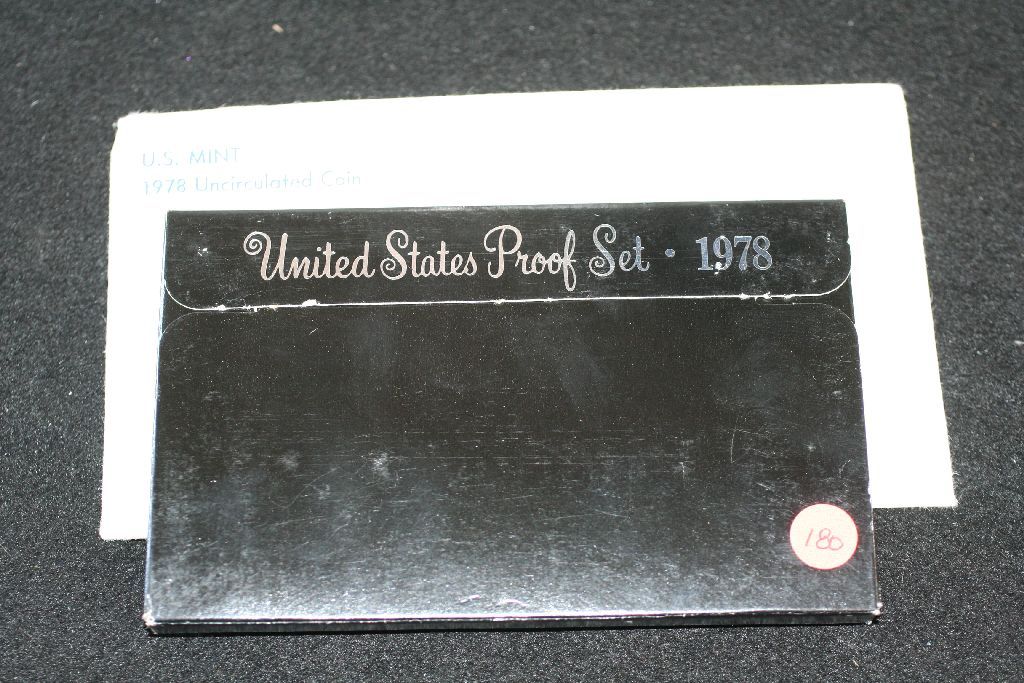 U.S. MINT
1978 Uncirculated Coin
United States Proof Set • 1978
180